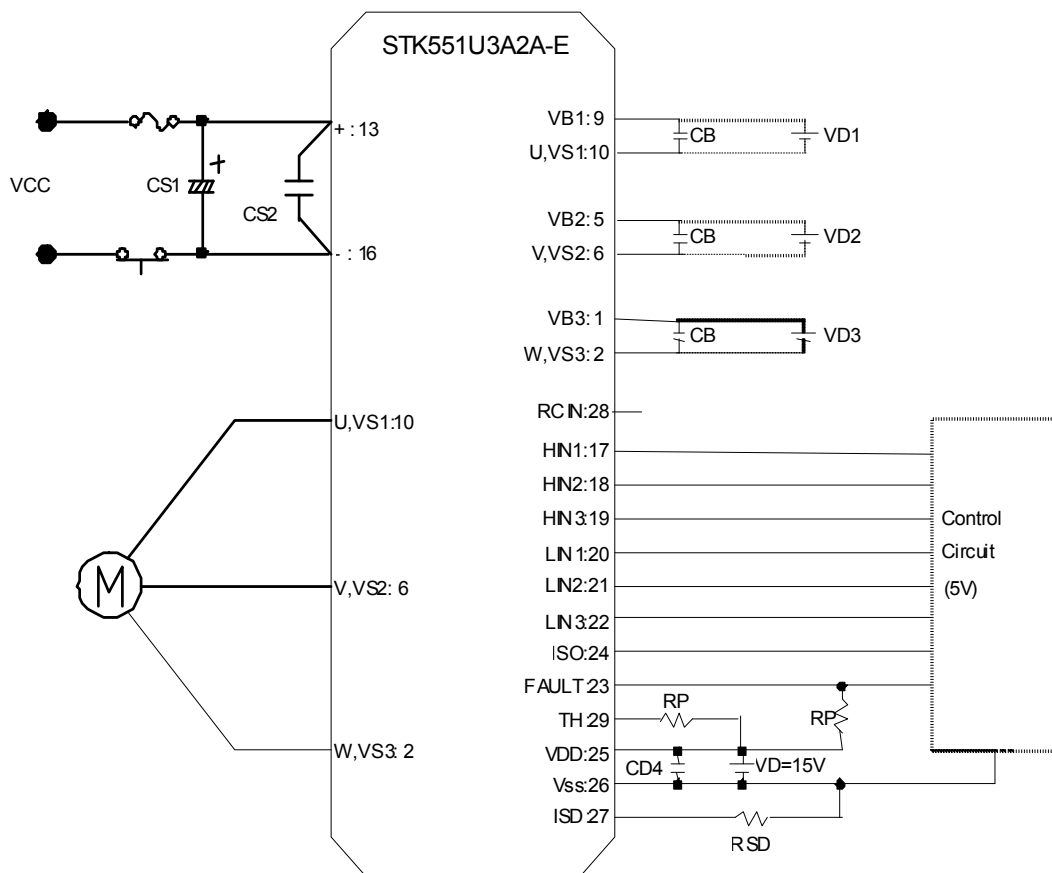 STK551U3A2A-E
+ : 13
VCC
CS1
+
CS2
- : 16
U,VS1:10
M
V,VS2: 6
W,VS3: 2
VB1: 9
CB
VD1
U,VS1:10
VB2: 5
CB
VD2
V,VS2: 6
VB3: 1
CB
VD3
W,VS3: 2
RCIN:28
HIN1:17
HIN2:18
HIN3:19
LIN1:20
LIN2:21
LIN3:22
ISO:24
FAULT:23
TH:29
VDD:25
Vss:26
ISD:27
Control
Circuit
(5V)
RP
RP
CD4
VD=15V
RSD